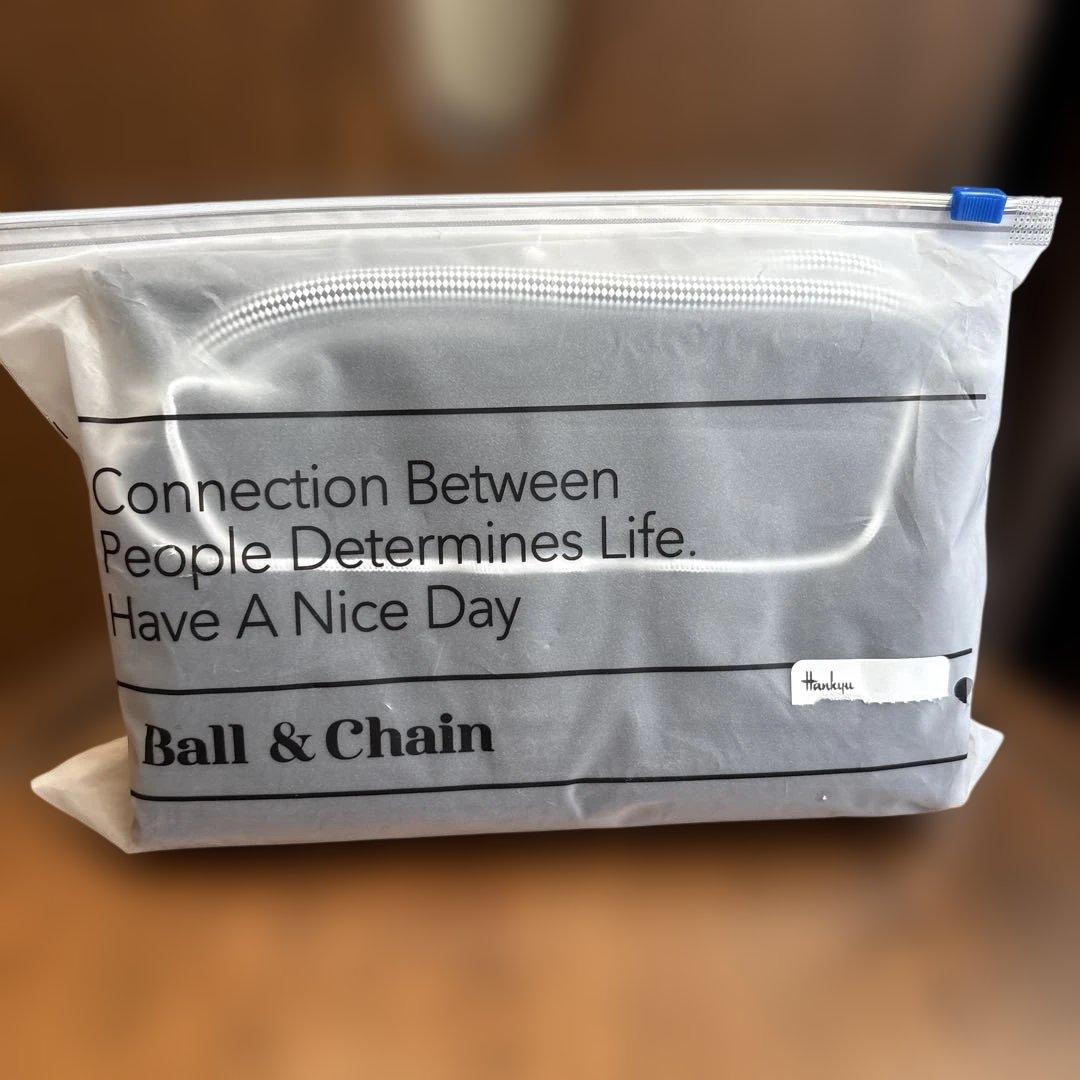 Connection Between
People Determines Life.
Have A Nice Day
Hankyu
Ball & Chain